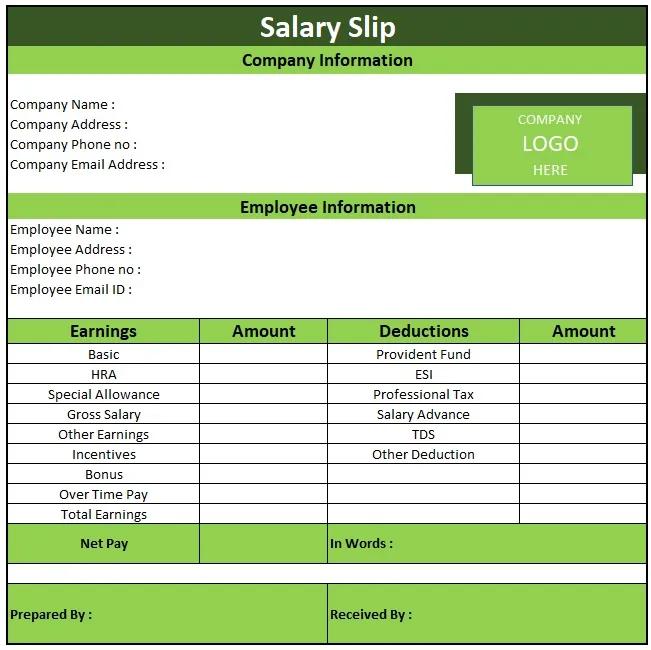 Salary Slip
Company Information
Company Name :
Company Address :
Company Phone no :
Company Email Address :
COMPANY
LOGO
HERE
Employee Information
Employee Name :
Employee Address :
Employee Phone no :
Employee Email ID :
Earnings Amount Deductions Amount
Basic Provident Fund
HRA ESI
Special Allowance Professional Tax
Gross Salary Salary Advance
Other Earnings TDS
Incentives Other Deduction
Bonus
Over Time Pay
Total Earnings
Net Pay In Words :
Prepared By : Received By :